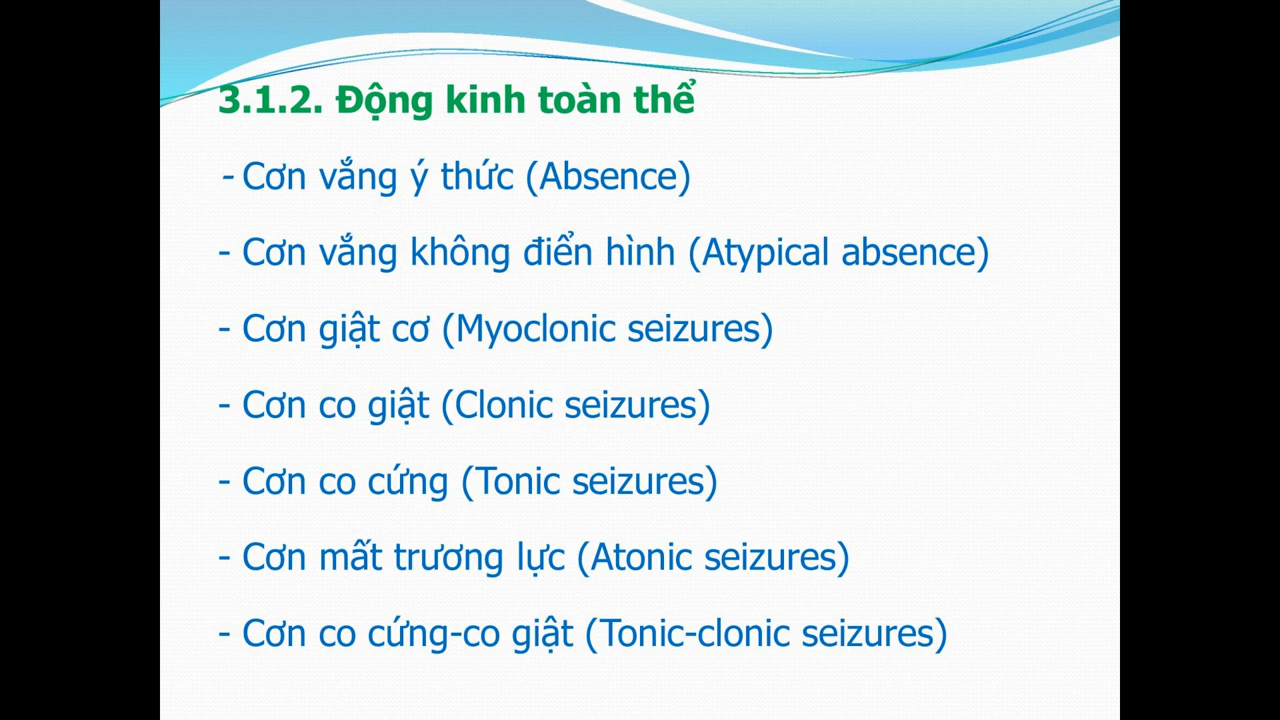 3.1.2. Động kinh toàn thể
- Cơn vắng ý thức (Absence)
- Cơn vắng không điển hình (Atypical absence)
- Cơn giật cơ (Myoclonic seizures)
- Cơn co giật (Clonic seizures)
- Cơn co cứng (Tonic seizures)
- Cơn mất trương lực (Atonic seizures)
- Cơn co cứng-co giật (Tonic-clonic seizures)